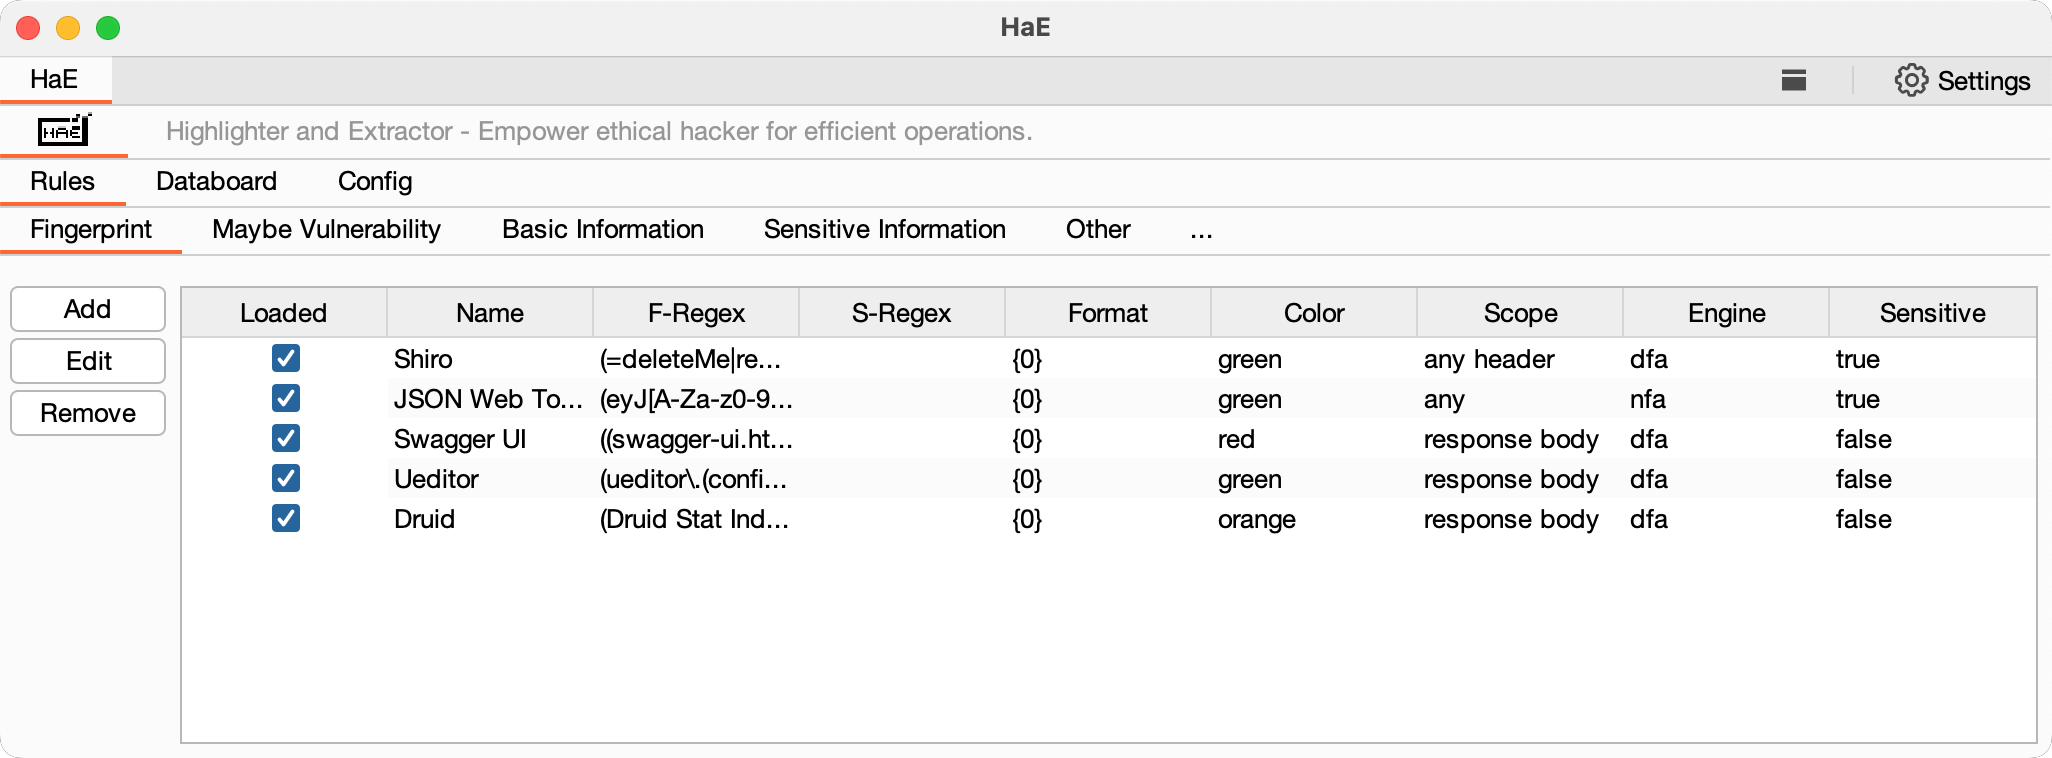 HaE
HaE Settings
HAE Highlighter and Extractor - Empower ethical hacker for efficient operations.
Rules Databoard Config
Fingerprint Maybe Vulnerability Basic Information Sensitive Information Other ...
Add
Edit
Remove
Loaded Name F-Regex S-Regex Format Color Scope Engine Sensitive
Shiro (=deleteMe|re... {0} green any header dfa true
JSON Web To... (eyJ[A-Za-z0-9... {0} green any nfa true
Swagger UI ((swagger-ui.ht... {0} red response body dfa false
Ueditor (ueditor\.(confi... {0} green response body dfa false
Druid (Druid Stat Ind... {0} orange response body dfa false